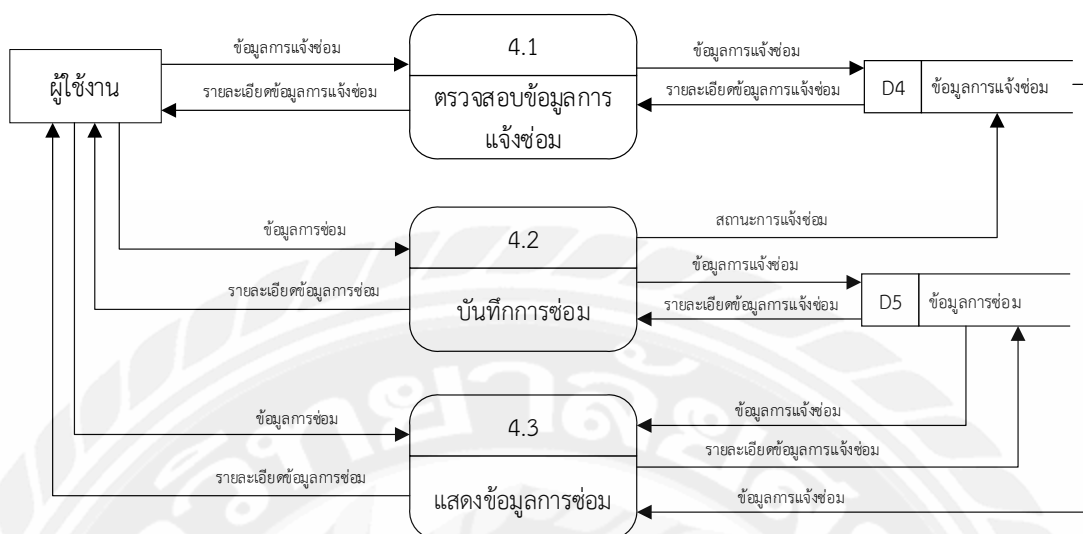 ข้อมูลการแจ้งซ่อม
4.1
ข้อมูลการแจ้งซ่อม
ผู้ใช้งาน
รายละเอียดข้อมูลการแจ้งซ่อม
ตรวจสอบข้อมูลการ
แจ้งซ่อม
รายละเอียดข้อมูลการแจ้งซ่อม
D4
ข้อมูลการแจ้งซ่อม
ข้อมูลการซ่อม
4.2
สถานะการแจ้งซ่อม
ข้อมูลการแจ้งซ่อม
รายละเอียดข้อมูลการซ่อม
บันทึกการซ่อม
รายละเอียดข้อมูลการแจ้งซ่อม
D5
ข้อมูลการซ่อม
ข้อมูลการซ่อม
4.3
ข้อมูลการแจ้งซ่อม
รายละเอียดข้อมูลการแจ้งซ่อม
รายละเอียดข้อมูลการซ่อม
แสดงข้อมูลการซ่อม
ข้อมูลการแจ้งซ่อม